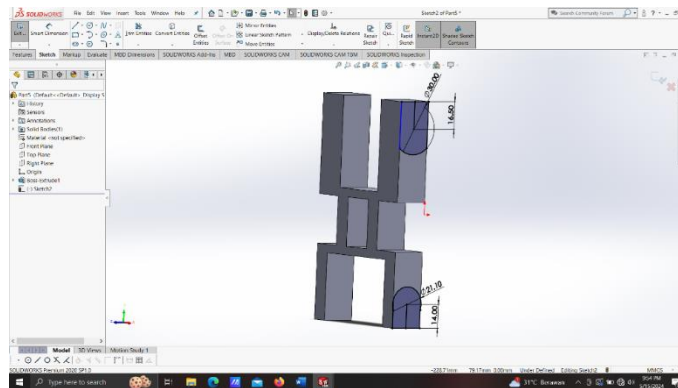 SOLIDWORKS File Edit View Insert Tools Window Help Sketch2 of Part5 *
Smart Dimension Trim Entities Convert Entities Offset Entities Mirror Entities
Linear Sketch Pattern Display/Delete Relations Repair Sketch Rapid Sketch Instant2D Shaded Sketch Contours
Move Entities
Features Sketch Markup Evaluate MBD Dimensions SOLIDWORKS Add-Ins MBD SOLIDWORKS CAM SOLIDWORKS CAM TBM SOLIDWORKS Inspection
Part5 (Default<<Default>_Display S
History
Sensors
Annotations
Solid Bodies(1)
Material <not specified>
Front Plane
Top Plane
Right Plane
Origin
Boss-Extrude1
(-) Sketch2
Ø30.00
16.50
Ø21.10
14.00
Model 3D Views Motion Study 1
SOLIDWORKS Premium 2020 SP1.0 Under Defined Editing Sketch2 MMGS
Type here to search
31°C Berawan